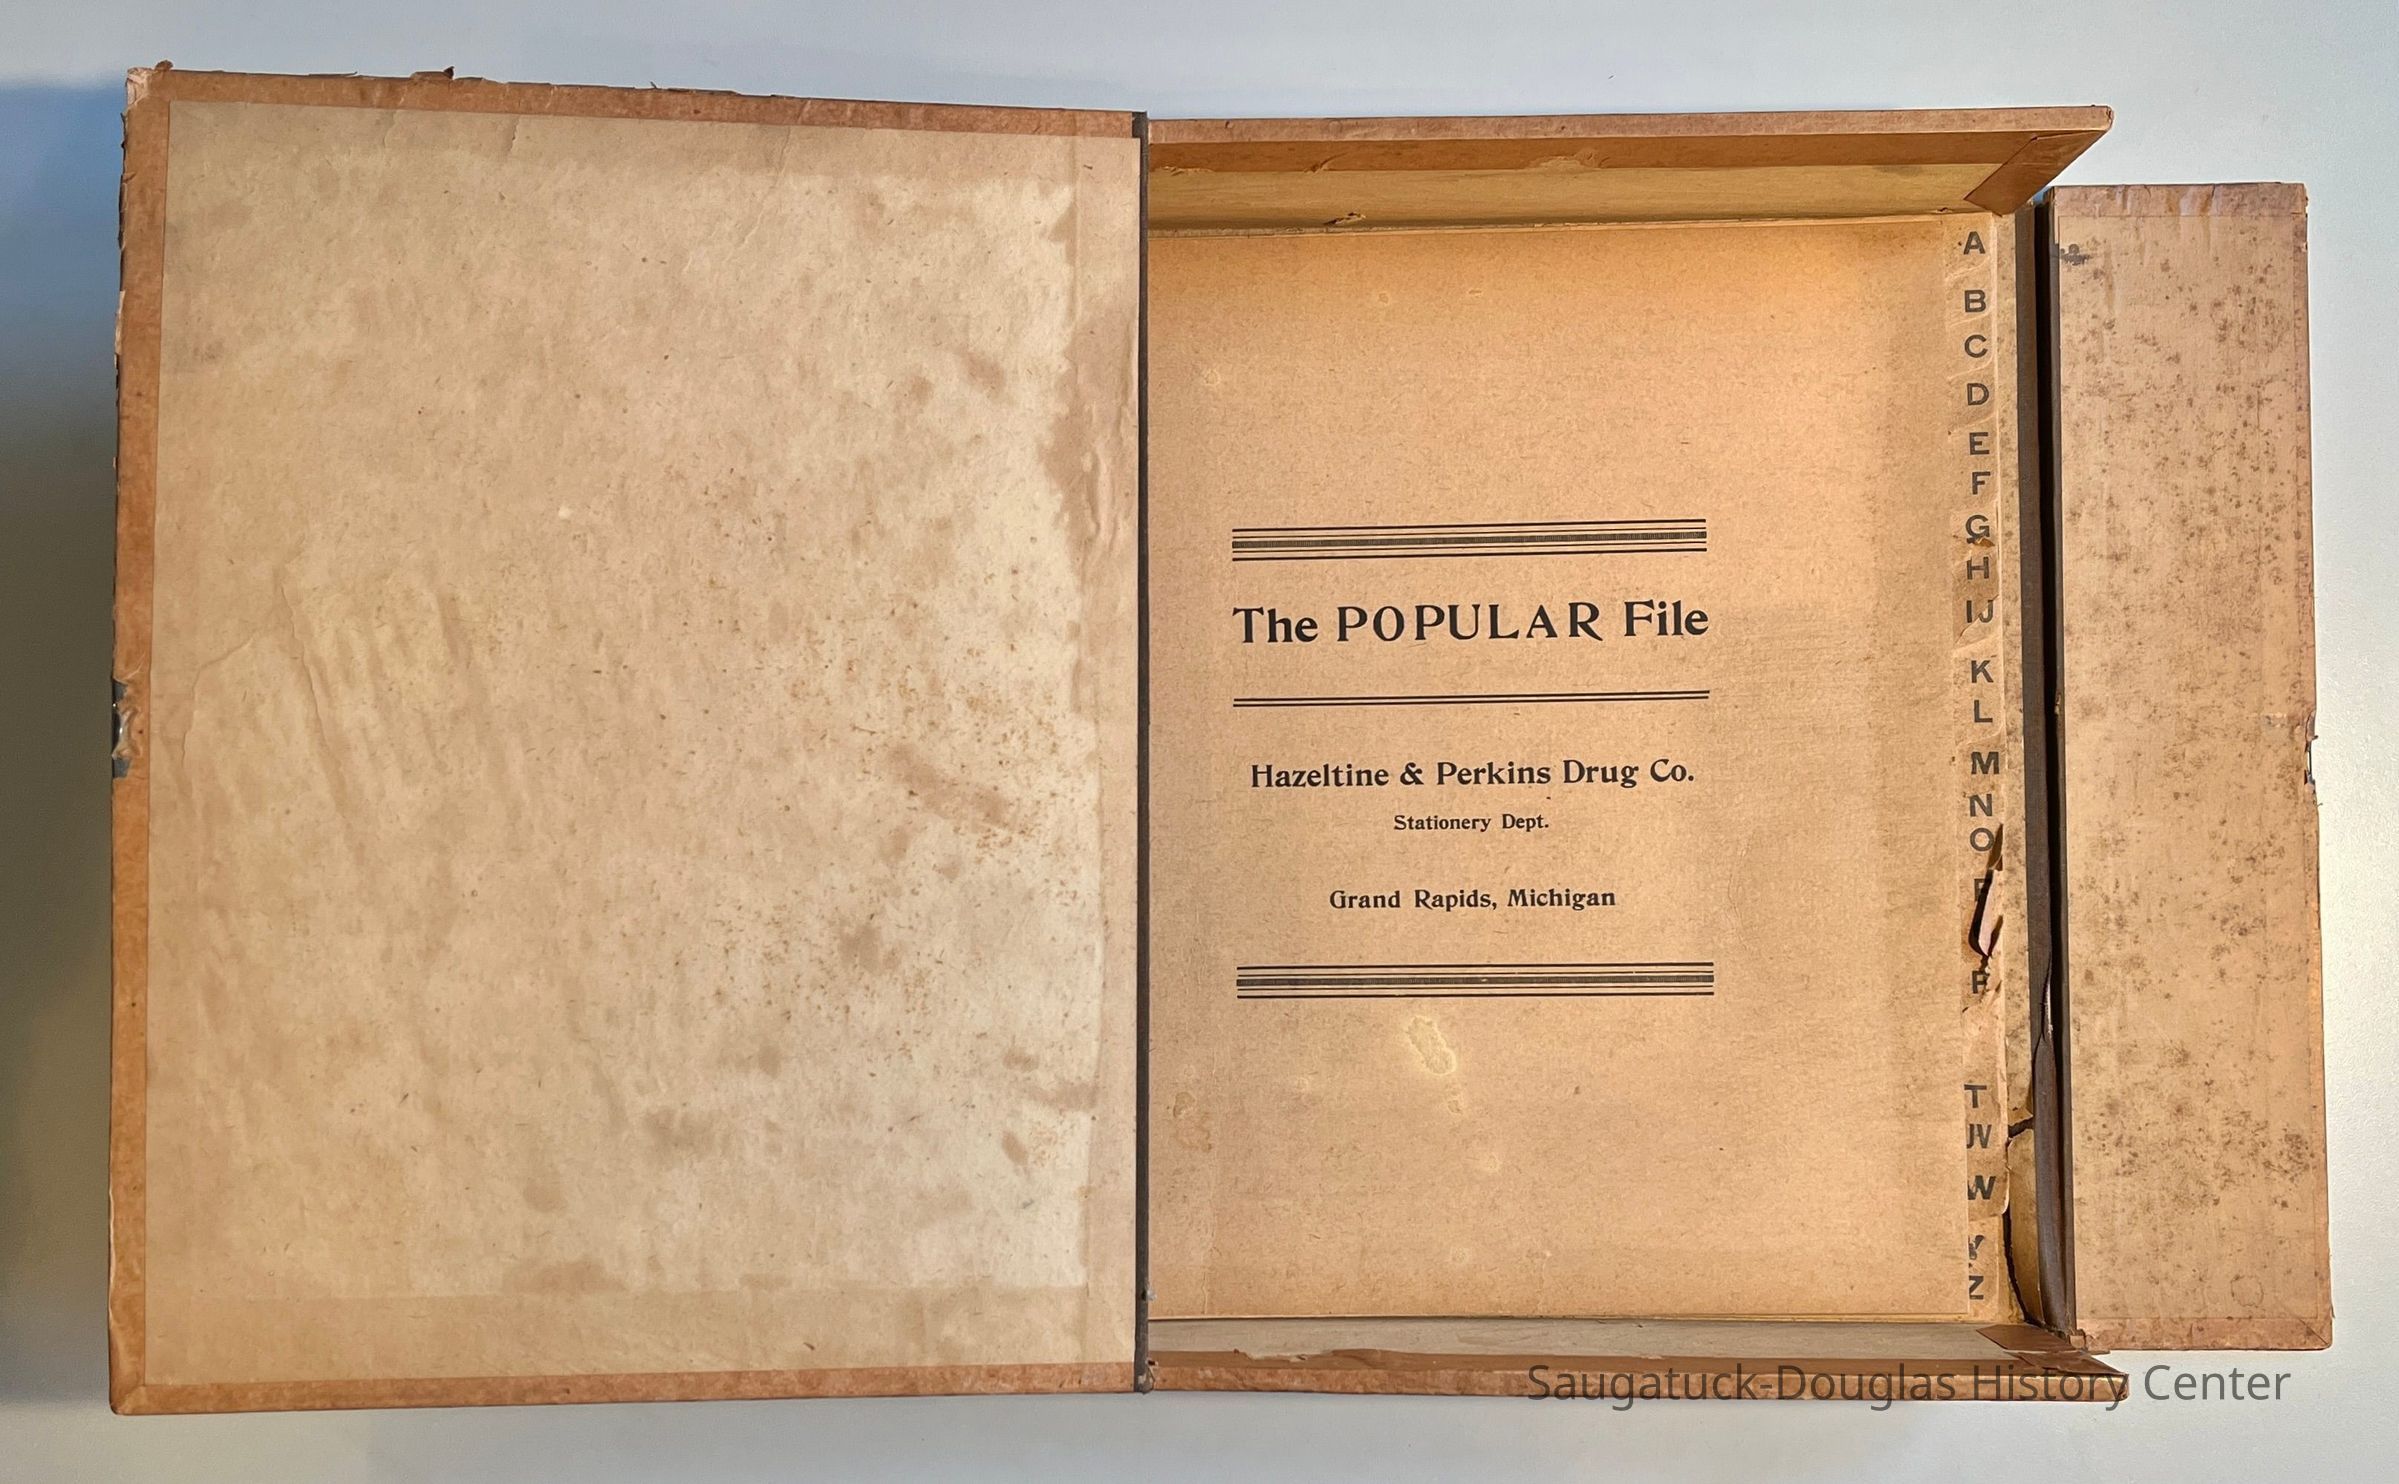 The POPULAR File
Hazeltine & Perkins Drug Co.
Stationery Dept.
Grand Rapids, Michigan
A
B
C
D
E
F
G
H
IJ
K
L
M
N
O
T
W
Z
Saugatuck-Douglas History Center